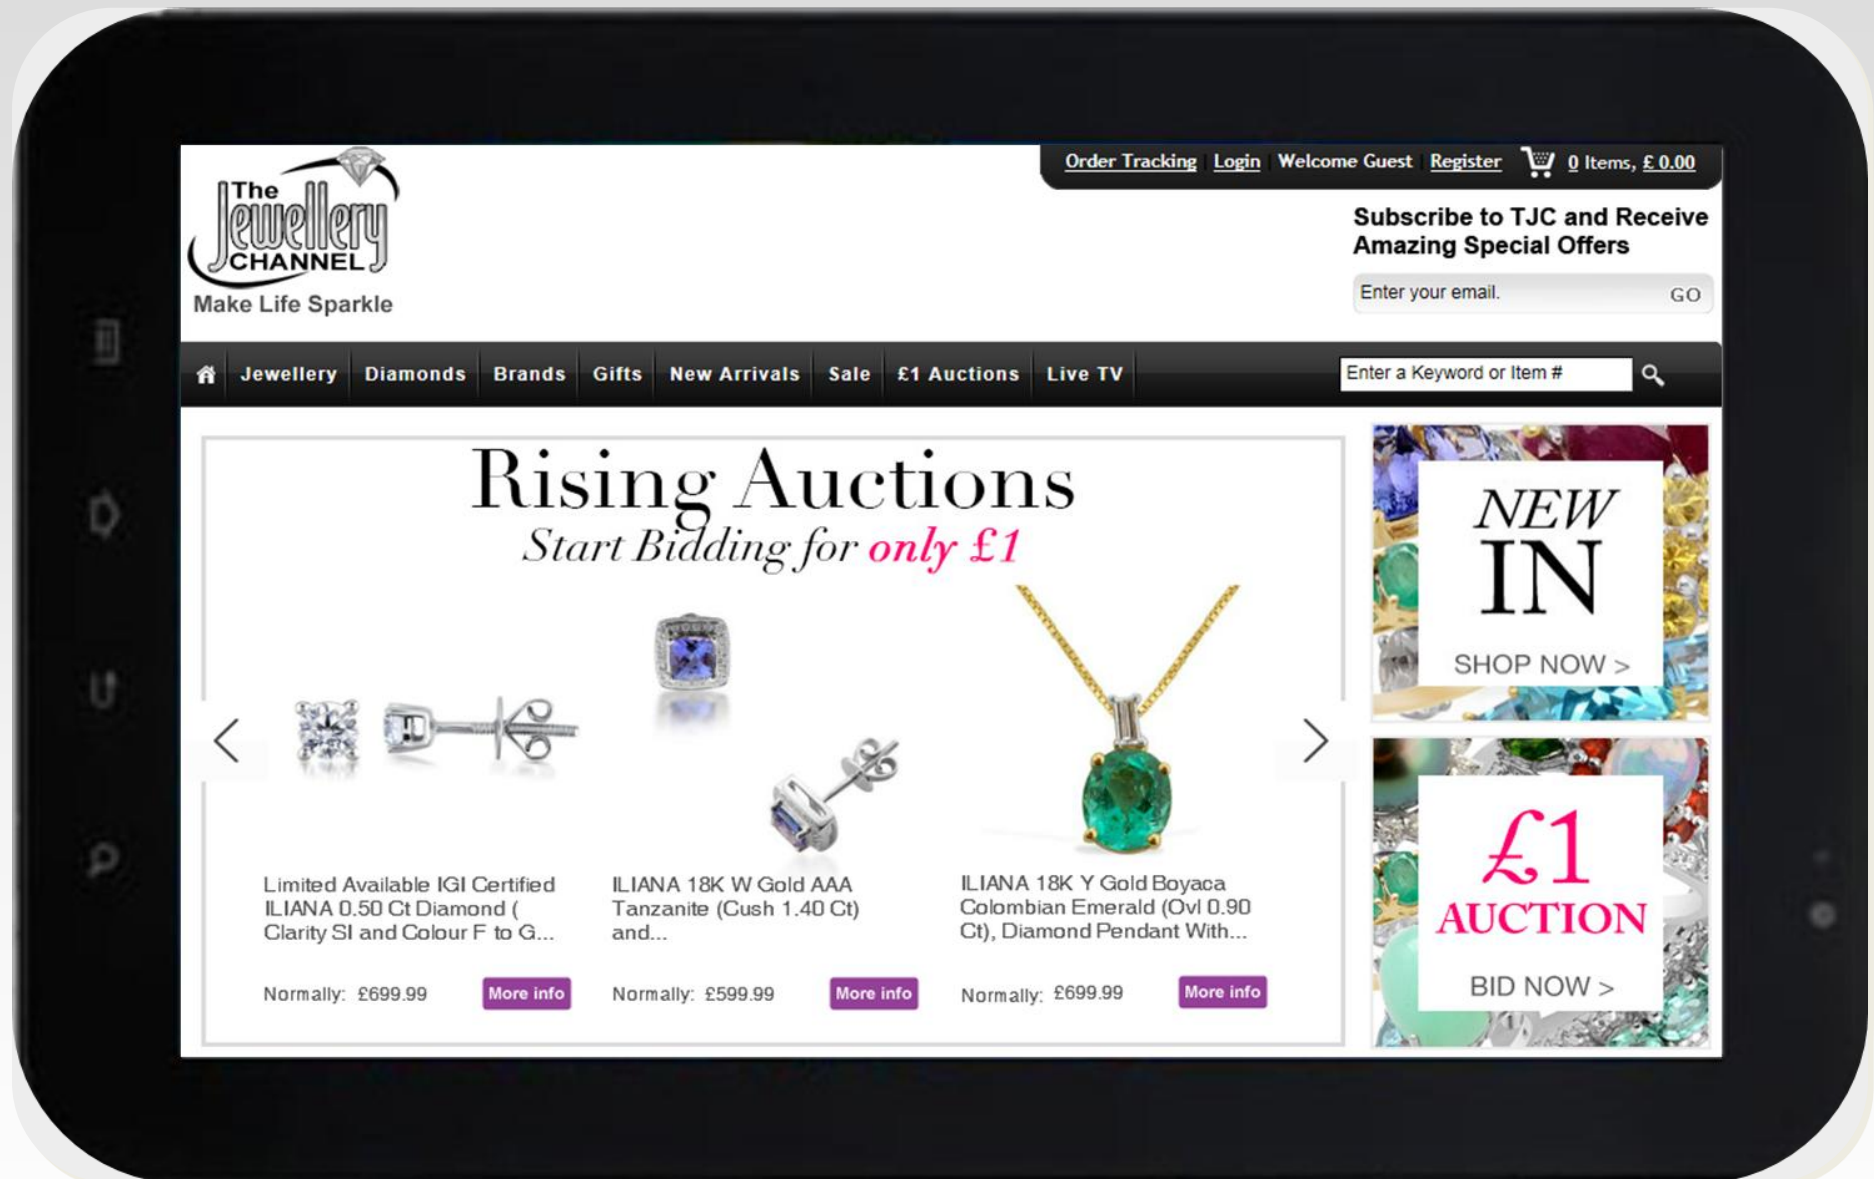 The
Jewellery
CHANNEL
Make Life Sparkle
Order Tracking Login Welcome Guest Register 0 Items, £ 0.00
Subscribe to TJC and Receive
Amazing Special Offers
Enter your email. GO
Jewellery Diamonds Brands Gifts New Arrivals Sale £1 Auctions Live TV
Enter a Keyword or Item #
Rising Auctions
Start Bidding for only £1
Limited Available IGI Certified
ILIANA 0.50 Ct Diamond (
Clarity SI and Colour F to G...
Normally: £699.99 More info
ILIANA 18K W Gold AAA
Tanzanite (Cush 1.40 Ct)
and...
Normally: £599.99 More info
ILIANA 18K Y Gold Boyaca
Colombian Emerald (Ovl 0.90
Ct), Diamond Pendant With...
Normally: £699.99 More info
NEW
IN
SHOP NOW >
£1
AUCTION
BID NOW >